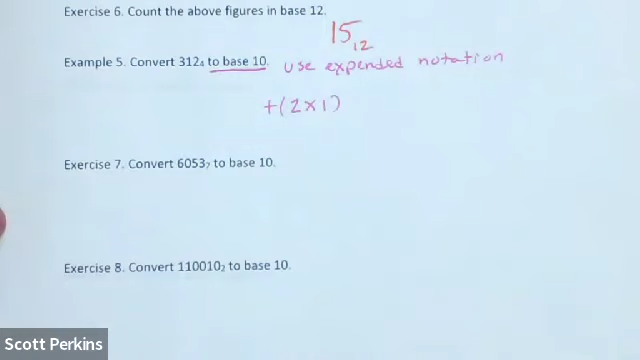 Exercise 6. Count the above figures in base 12.
15₁₂
Example 5. Convert 312₄ to base 10. use expended notation
+(2×1)
Exercise 7. Convert 6053₇ to base 10.
Exercise 8. Convert 110010₂ to base 10.
Scott Perkins